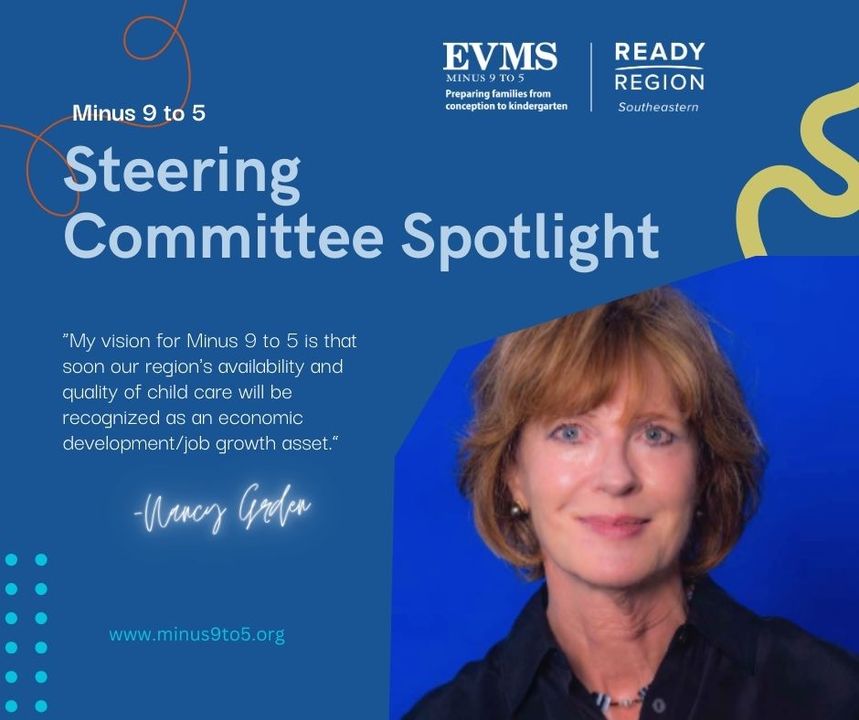 EVMS
MINUS 9 TO 5
Preparing families from
conception to kindergarten
READY
REGION
Southeastern
Minus 9 to 5
Steering
Committee Spotlight
"My vision for Minus 9 to 5 is that
soon our region's availability and
quality of child care will be
recognized as an economic
development/job growth asset."
-Nancy Grden
www.minus9to5.org